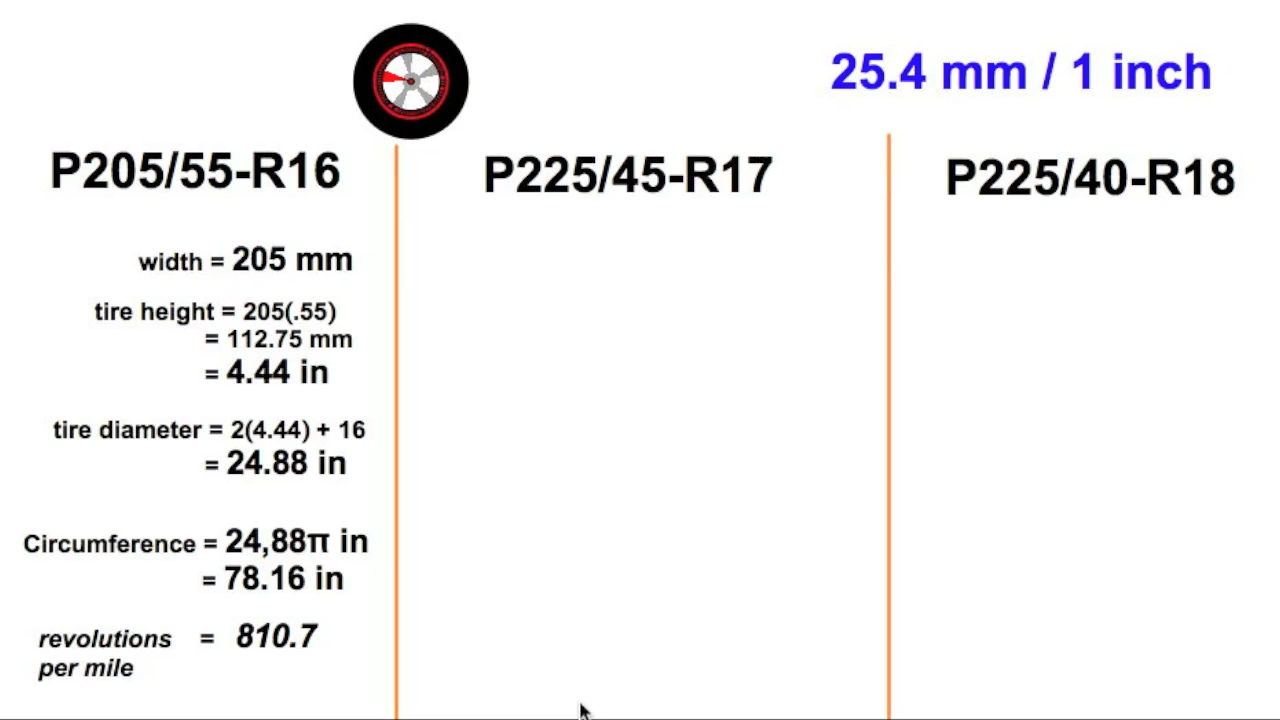 25.4 mm / 1 inch
P205/55-R16
width = 205 mm
tire height = 205(.55)
= 112.75 mm
= 4.44 in
tire diameter = 2(4.44) + 16
= 24.88 in
Circumference = 24,88π in
= 78.16 in
revolutions = 810.7
per mile
P225/45-R17
P225/40-R18